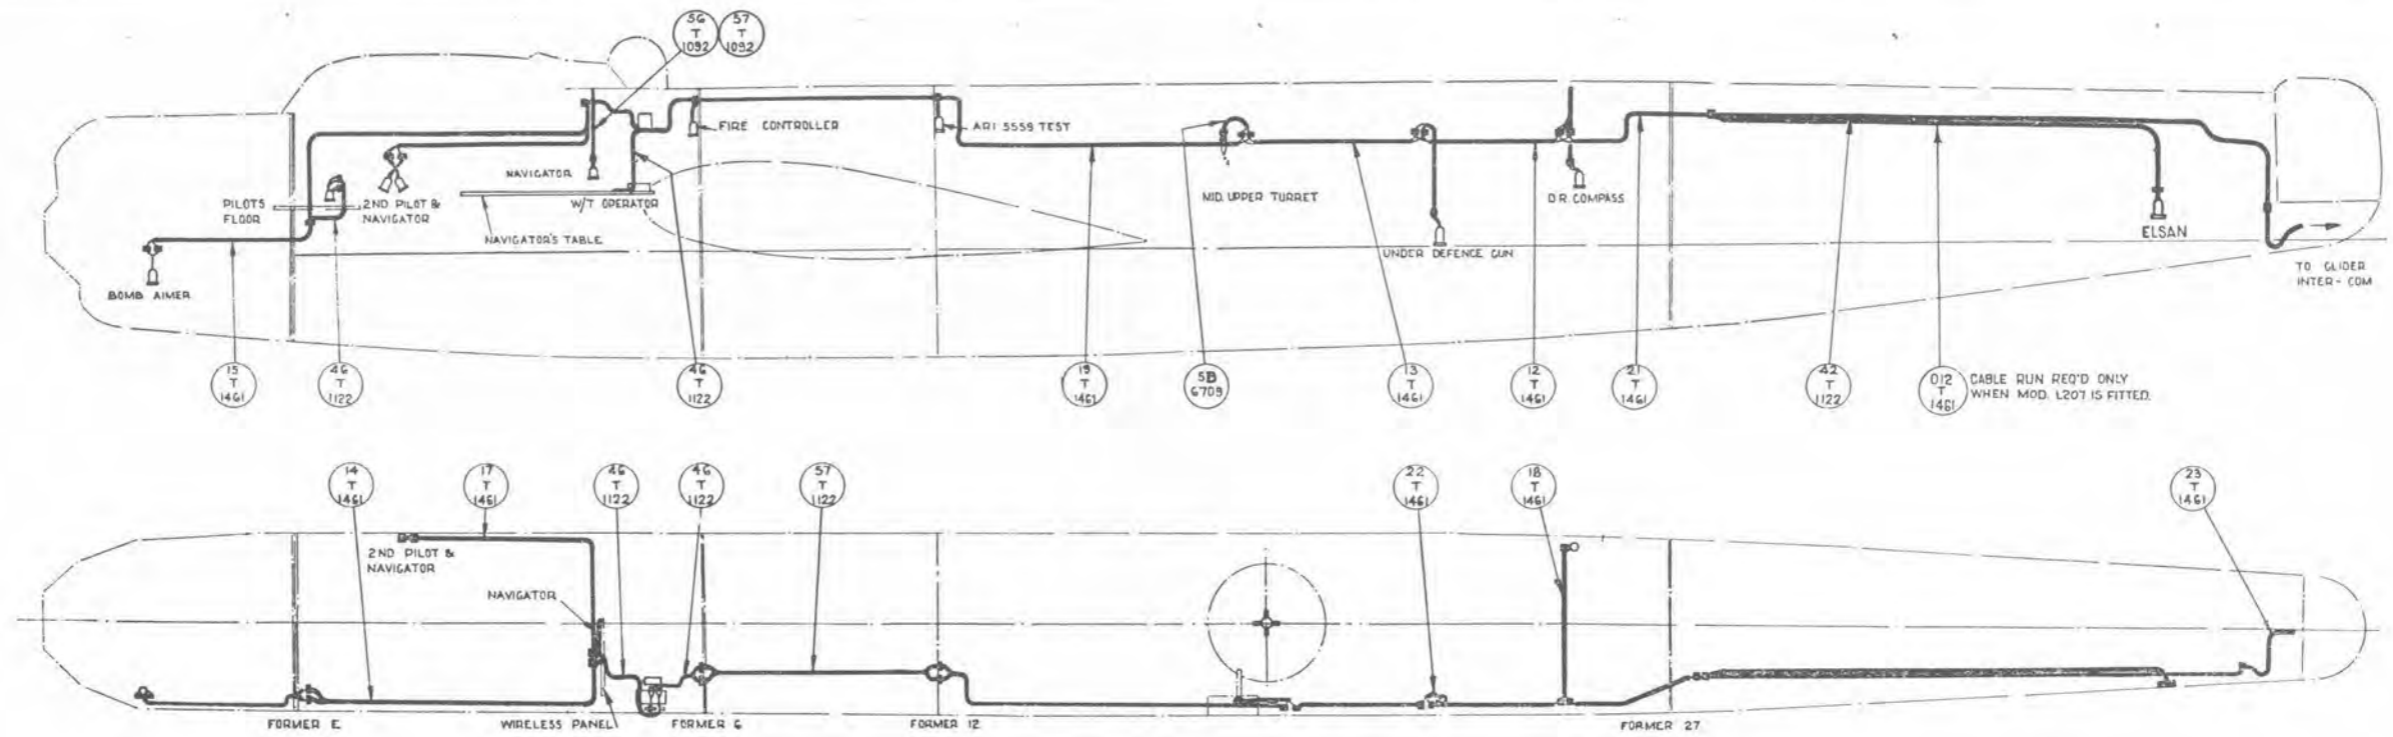 56
T
1092
57
T
1092
FIRE CONTROLLER
ARI 5559 TEST
NAVIGATOR
PILOTS
FLOOR
2ND PILOT &
NAVIGATOR
W/T OPERATOR
NAVIGATOR'S TABLE
MID. UPPER TURRET
D.R. COMPASS
UNDER DEFENCE GUN
ELSAN
BOMB AIMER
TO GLIDER
INTER-COM
15
T
1461
46
T
1122
46
T
1122
19
T
1461
5B
6709
13
T
1461
12
T
1461
21
T
1461
42
T
1122
012
T
1461
CABLE RUN REQ'D ONLY
WHEN MOD. L207 IS FITTED.
14
T
1461
17
T
1461
46
T
1122
46
T
1122
57
T
1122
22
T
1461
18
T
1461
23
T
1461
2ND PILOT &
NAVIGATOR
NAVIGATOR
FORMER E
WIRELESS PANEL
FORMER 6
FORMER 12
FORMER 27